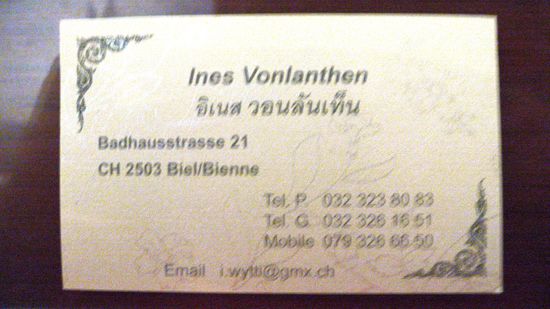 Ines Vonlanthen
อิเนส วอนลันเท็น
Badhausstrasse 21
CH 2503 Biel/Bienne
Tel. P. 032 323 80 83
Tel. G. 032 326 16 51
Mobile 079 326 66 50
Email i.wytti@gmx.ch